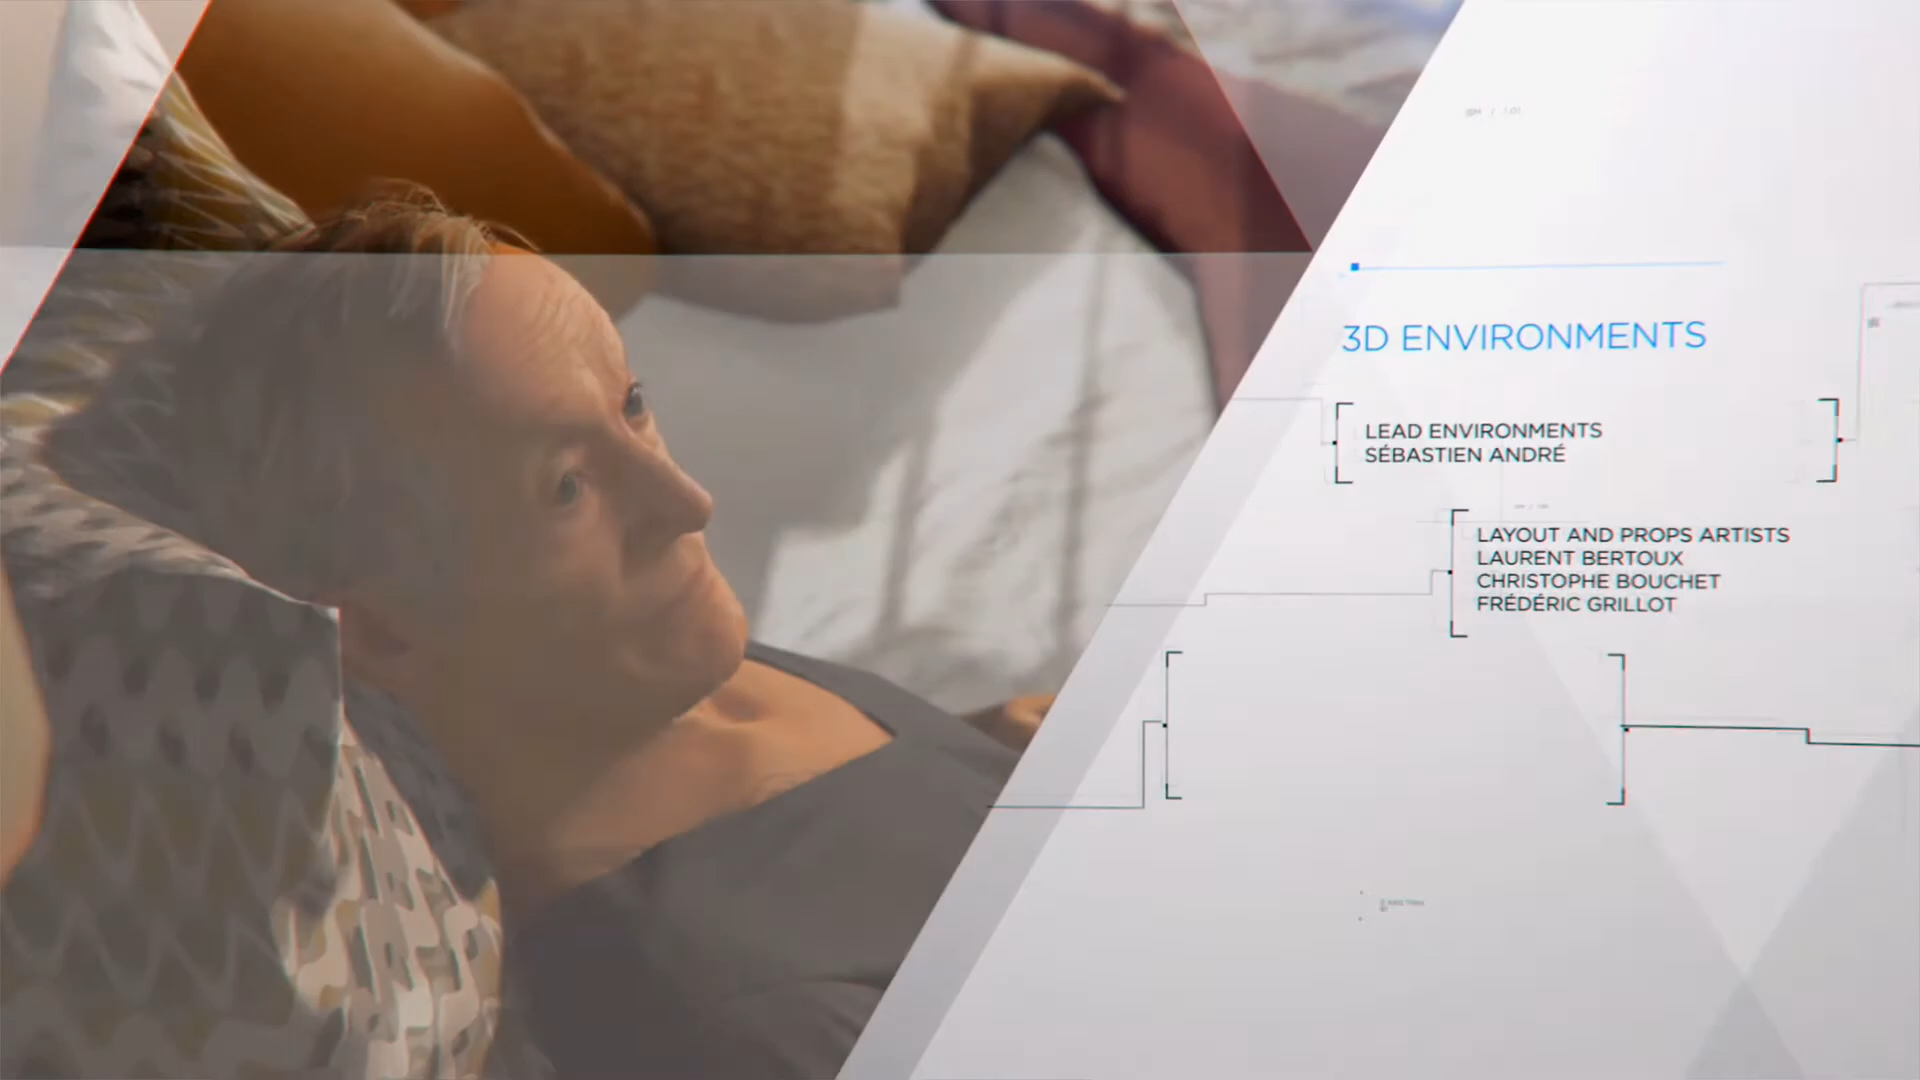 3D ENVIRONMENTS
LEAD ENVIRONMENTS
SÉBASTIEN ANDRÉ
LAYOUT AND PROPS ARTISTS
LAURENT BERTOUX
CHRISTOPHE BOUCHET
FRÉDÉRIC GRILLOT